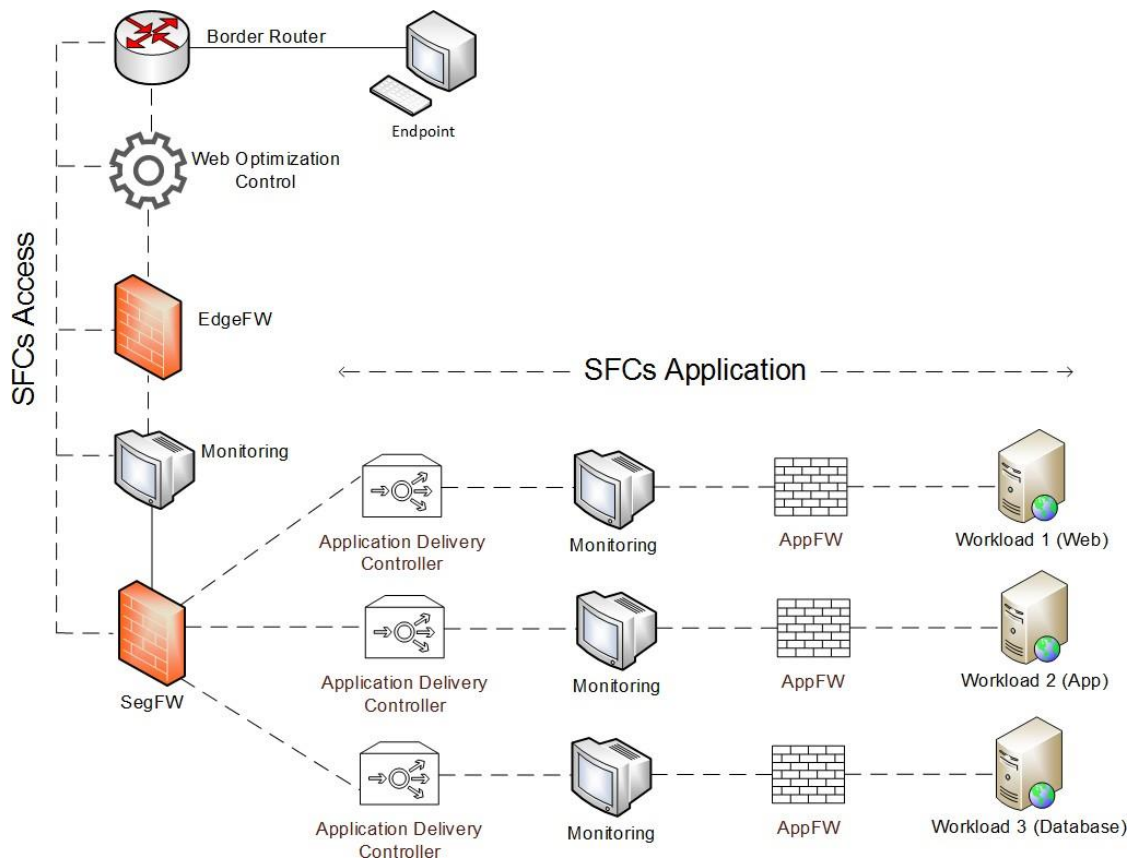 Border Router
Endpoint
Web Optimization
Control
SFCs Access
EdgeFW
SFCs Application
Monitoring
Application Delivery
Controller
Monitoring
AppFW
Workload 1 (Web)
SegFW
Application Delivery
Controller
Monitoring
AppFW
Workload 2 (App)
Application Delivery
Controller
Monitoring
AppFW
Workload 3 (Database)